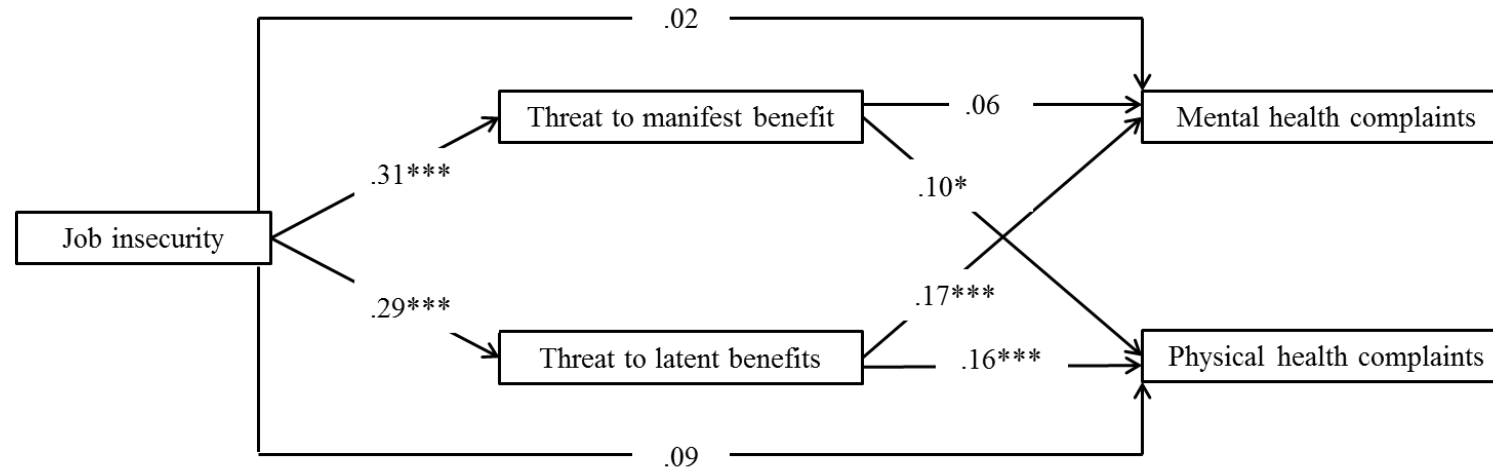 .02
Threat to manifest benefit
.06
Mental health complaints
.31***
.10*
Job insecurity
.29***
.17***
Threat to latent benefits
.16***
Physical health complaints
.09